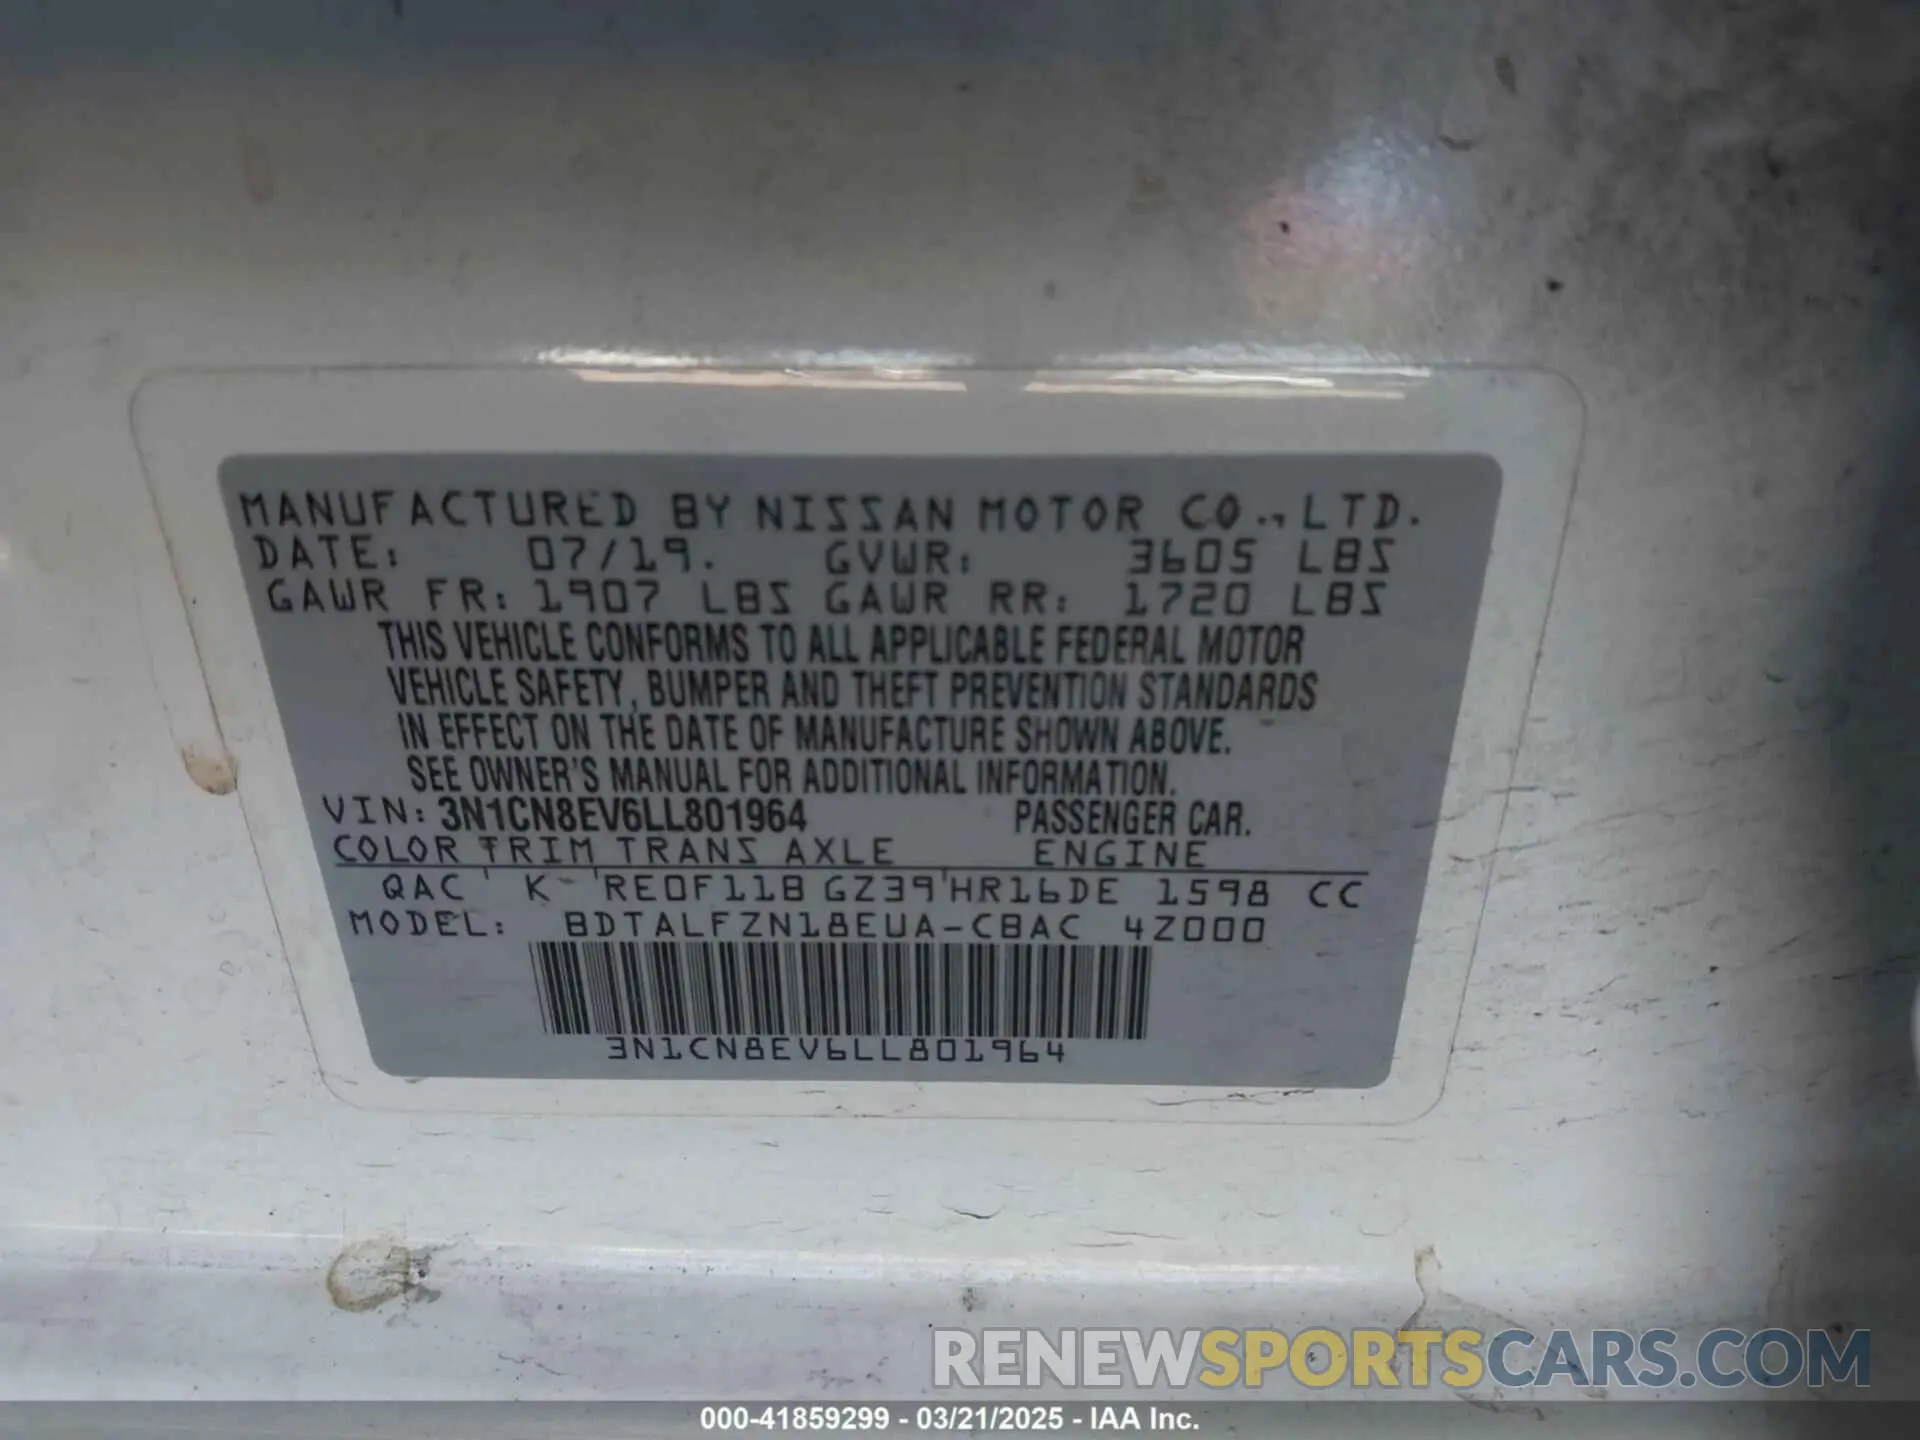 MANUFACTURED BY NISSAN MOTOR CO., LTD.
DATE: 07/19. GVWR: 3605 LBS
GAWR FR: 1907 LBS GAWR RR: 1720 LBS
THIS VEHICLE CONFORMS TO ALL APPLICABLE FEDERAL MOTOR
VEHICLE SAFETY, BUMPER AND THEFT PREVENTION STANDARDS
IN EFFECT ON THE DATE OF MANUFACTURE SHOWN ABOVE.
SEE OWNER'S MANUAL FOR ADDITIONAL INFORMATION.
VIN: 3N1CN8EV6LL801964 PASSENGER CAR.
COLOR TRIM TRANS AXLE ENGINE
QAC K RE0F11B GZ39 HR16DE 1598 CC
MODEL: BDTALFZN18EUA-CBAC 4Z000
3N1CN8EV6LL801964
RENEWSPORTSCARS.COM
000-41859299 - 03/21/2025 - IAA Inc.